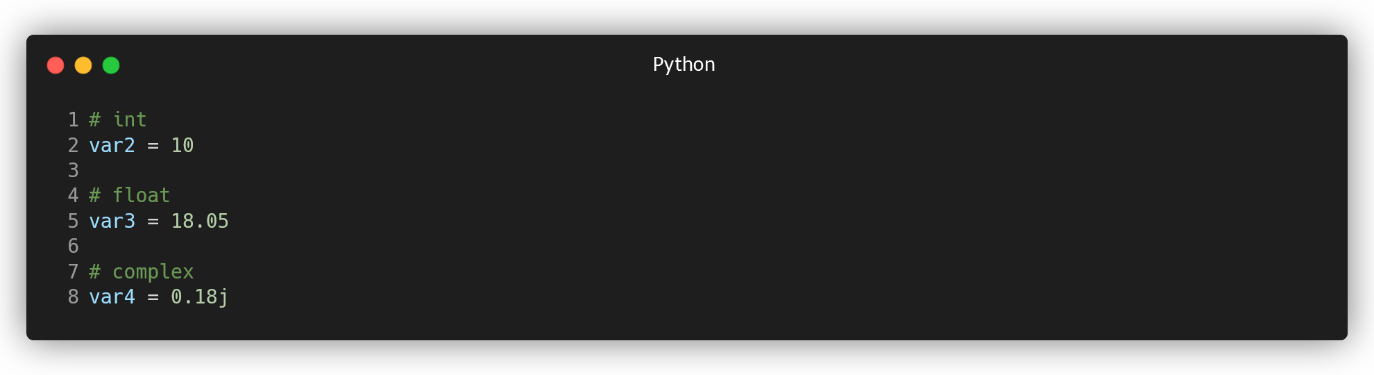 Python
1 # int
2 var2 = 10
3
4 # float
5 var3 = 18.05
6
7 # complex
8 var4 = 0.18j